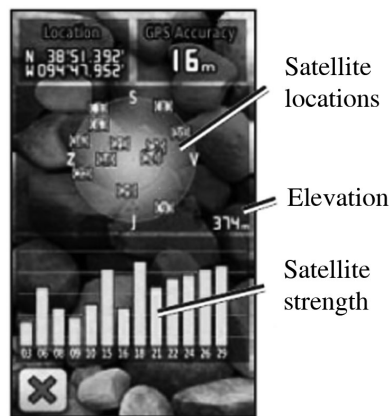 Location
GPS Accuracy
N 38°51.392'
W 094°47.952'
16m
S
Z
V
J
374m
03 06 08 09 10 15 16 18 21 22 24 26 29
Satellite
locations
Elevation
Satellite
strength